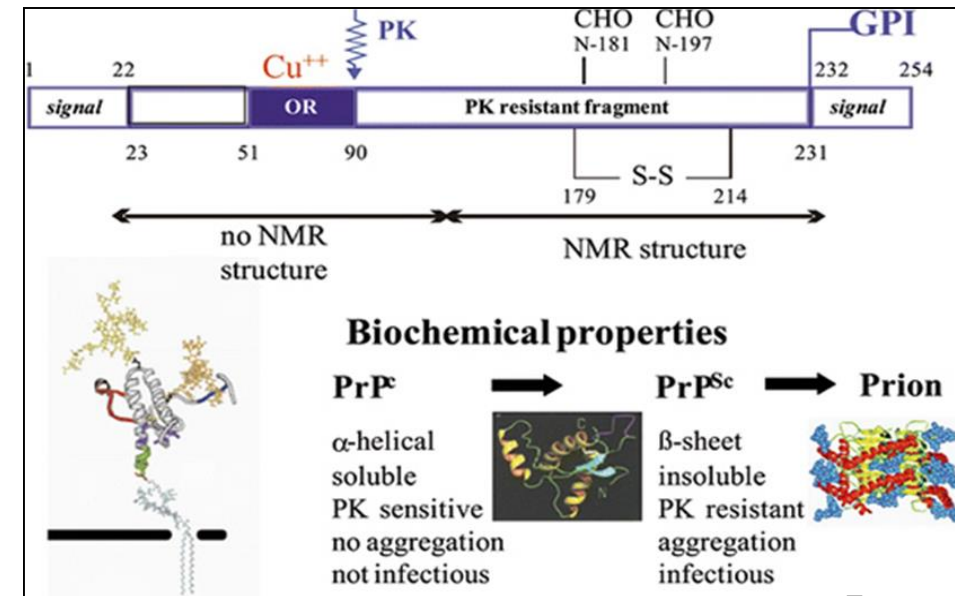 CHO CHO GPI
PK N-181 N-197
1 22 Cu++ 232 254
signal OR PK resistant fragment signal
23 51 90 231
S-S
179 214
no NMR
structure
NMR structure
Biochemical properties
PrPc PrPSc Prion
α-helical
soluble
PK sensitive
no aggregation
not infectious
C
N
ß-sheet
insoluble
PK resistant
aggregation
infectious